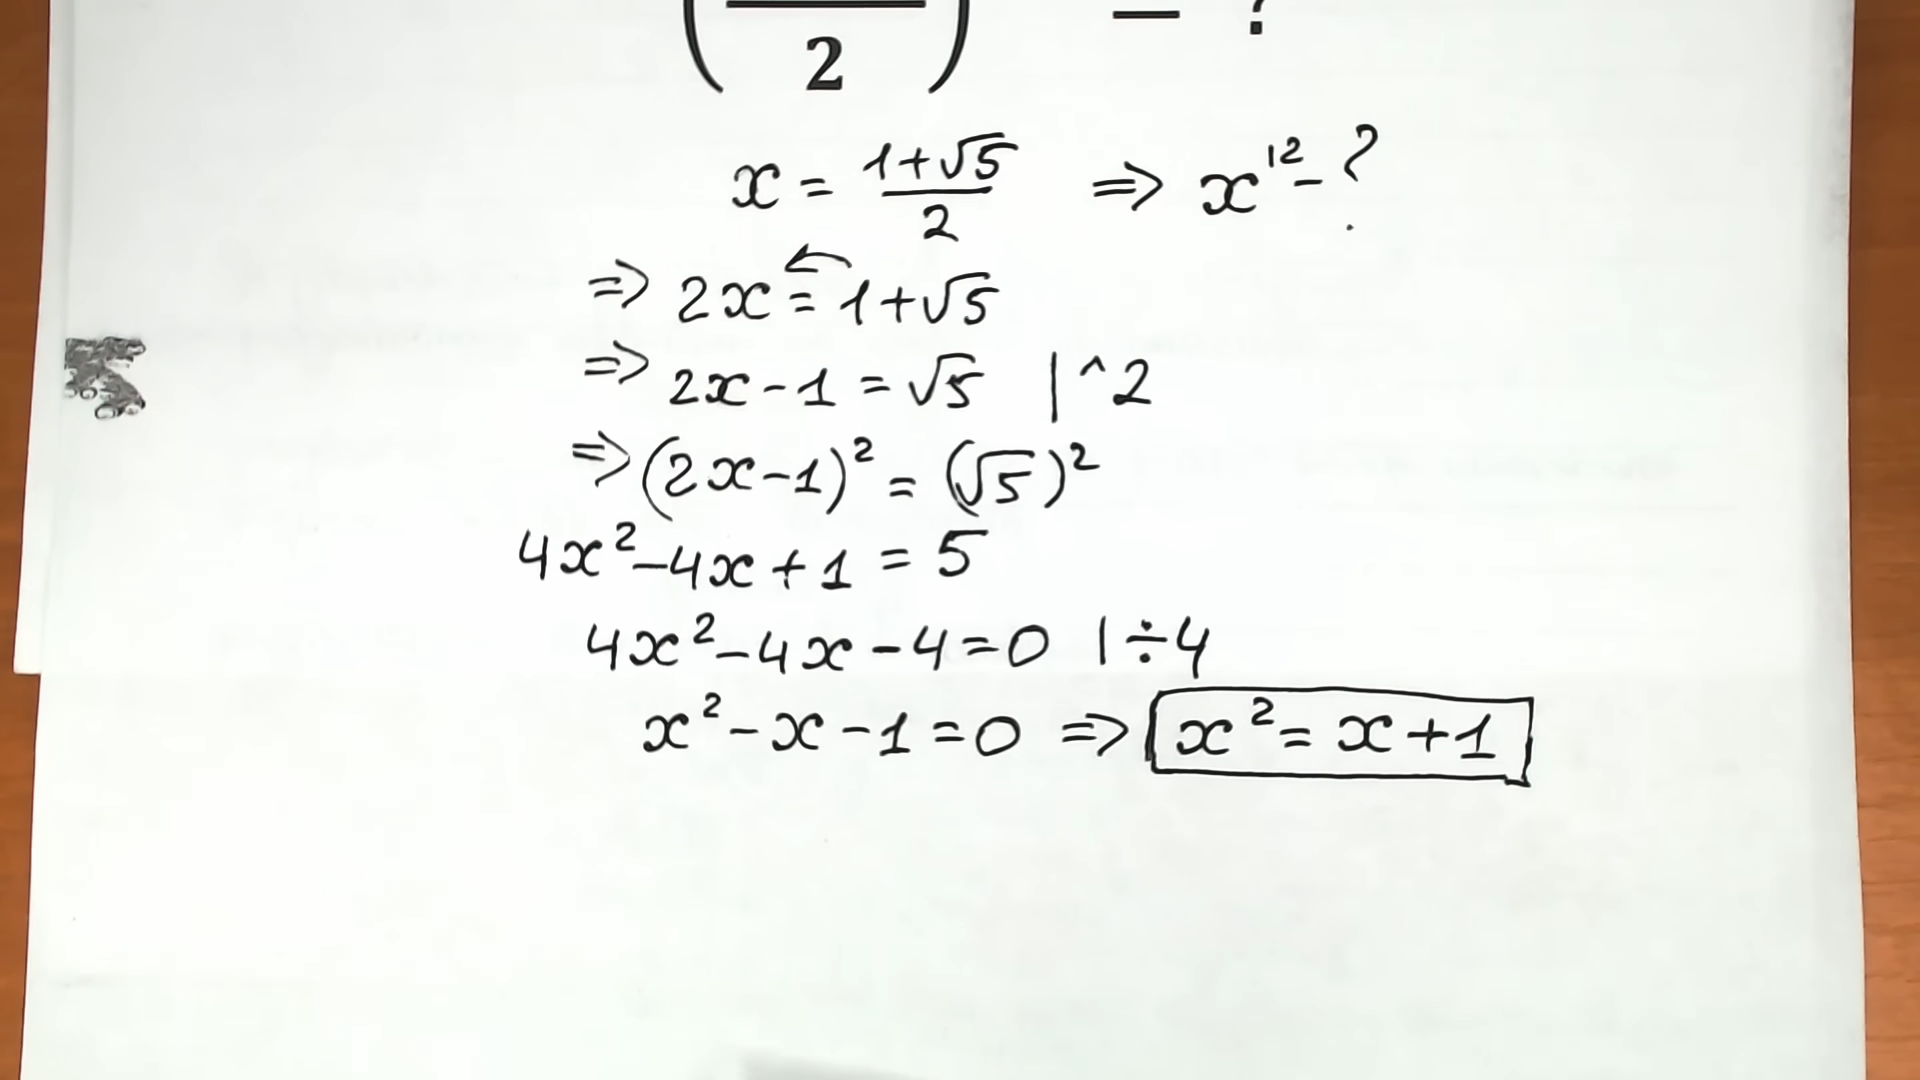 ( — / 2 ) — ?
x = (1+√5)/2 ⇒ x¹² - ?
⇒ 2x = 1+√5
⇒ 2x - 1 = √5 | ^2
⇒ (2x-1)² = (√5)²
4x² - 4x + 1 = 5
4x² - 4x - 4 = 0 | ÷4
x² - x - 1 = 0 ⇒ x² = x + 1